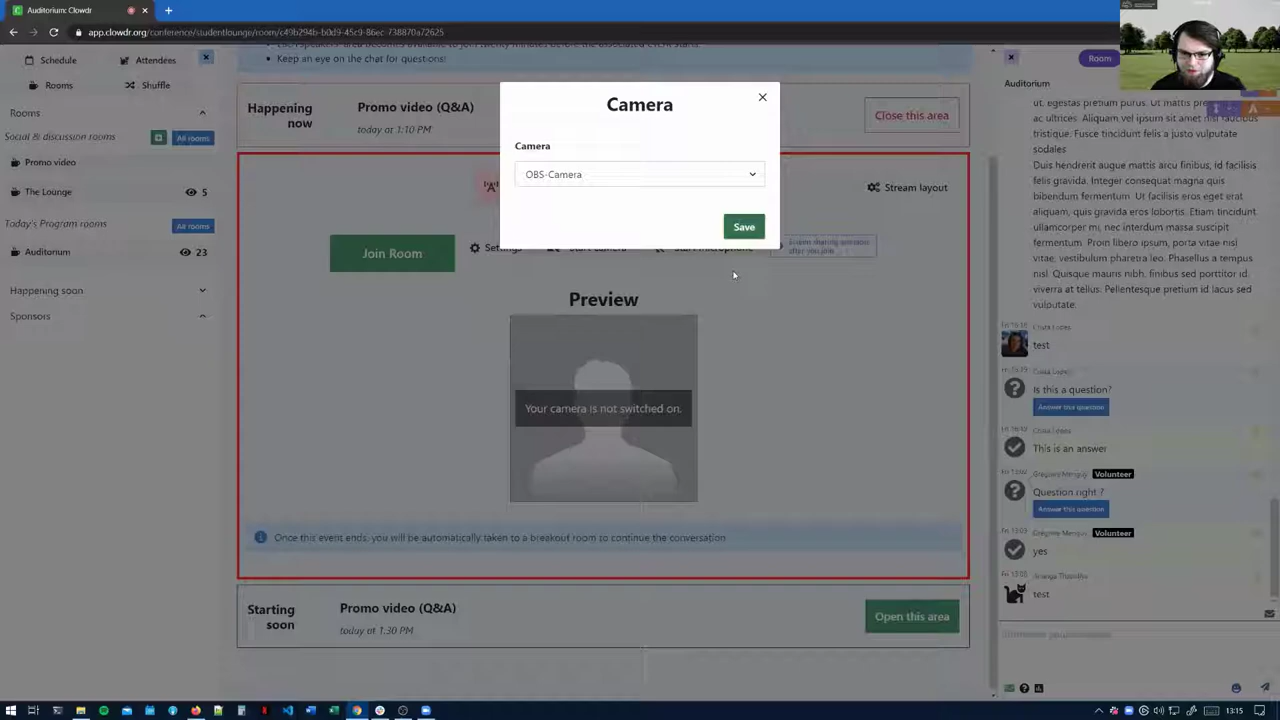 Auditorium: Clowdr
app.clowdr.org/conference/studentlounge/room/c49b294b-b0d9-45c9-86ec-738870a72625
Schedule
Attendees
Rooms
Shuffle
Rooms
Social & discussion rooms
All rooms
Promo video
The Lounge
5
Today's Program rooms
All rooms
Auditorium
23
Happening soon
Sponsors
Keep an eye on the chat for questions!
Happening now
Promo video (Q&A)
today at 1:10 PM
Close this area
Stream layout
Join Room
Screen sharing available after you join
Preview
Your camera is not switched on.
Once this event ends, you will be automatically taken to a breakout room to continue the conversation
Starting soon
Promo video (Q&A)
today at 1:30 PM
Open this area
Camera
Camera
OBS-Camera
Save
Room
Auditorium
ut, egestas pretium purus. Ut mattis pre
ac ultrices. Aliquam vel ipsum sit amet mi faucibus
tristique. Fusce tincidunt felis a justo vulputate
sodales
Duis hendrerit augue mattis arcu finibus, id facilisis
felis gravida. Integer consequat magna quis
bibendum fermentum. Ut facilisis eros eget erat
aliquam, quis gravida eros lobortis. Etiam tincidunt
ullamcorper metus, nec interdum massa suscipit
fermentum. Proin libero ipsum, porta vitae nisl
vitae, vestibulum pharetra leo. Phasellus a tempus
nisl. Quisque mauris nibh, finibus sed porttitor id,
viverra at tellus. Pellentesque pretium id lacus sed
vulputate.
test
Is this a question?
Answer this question
This is an answer
Volunteer
Question right ?
Answer this question
Volunteer
yes
test
13:15